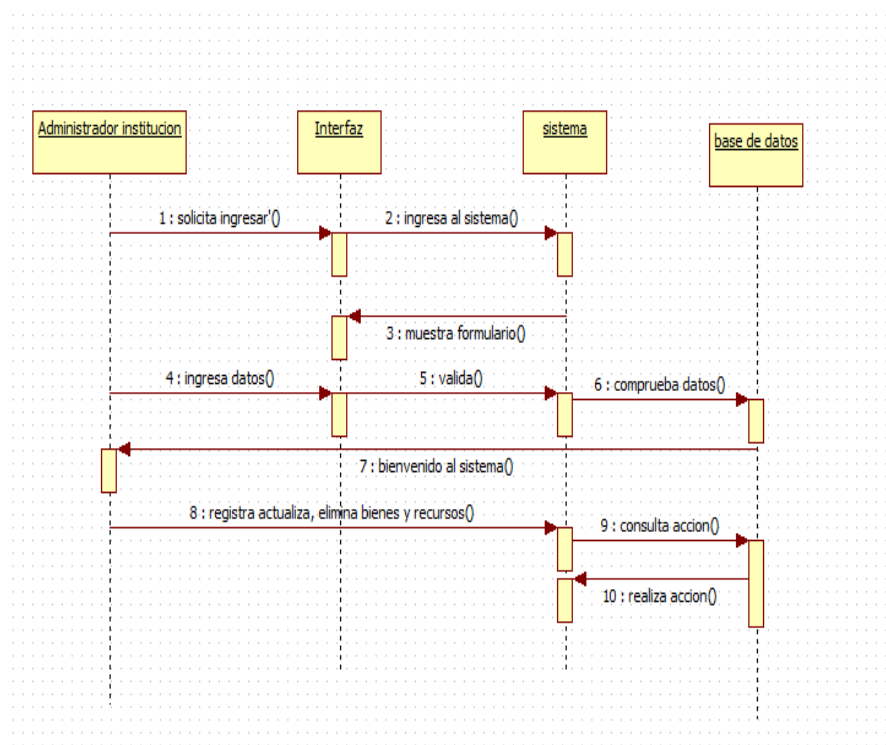 Administrador institucion
Interfaz
sistema
base de datos
1 : solicita ingresar'()
2 : ingresa al sistema()
3 : muestra formulario()
4 : ingresa datos()
5 : valida()
6 : comprueba datos()
7 : bienvenido al sistema()
8 : registra actualiza, elimina bienes y recursos()
9 : consulta accion()
10 : realiza accion()